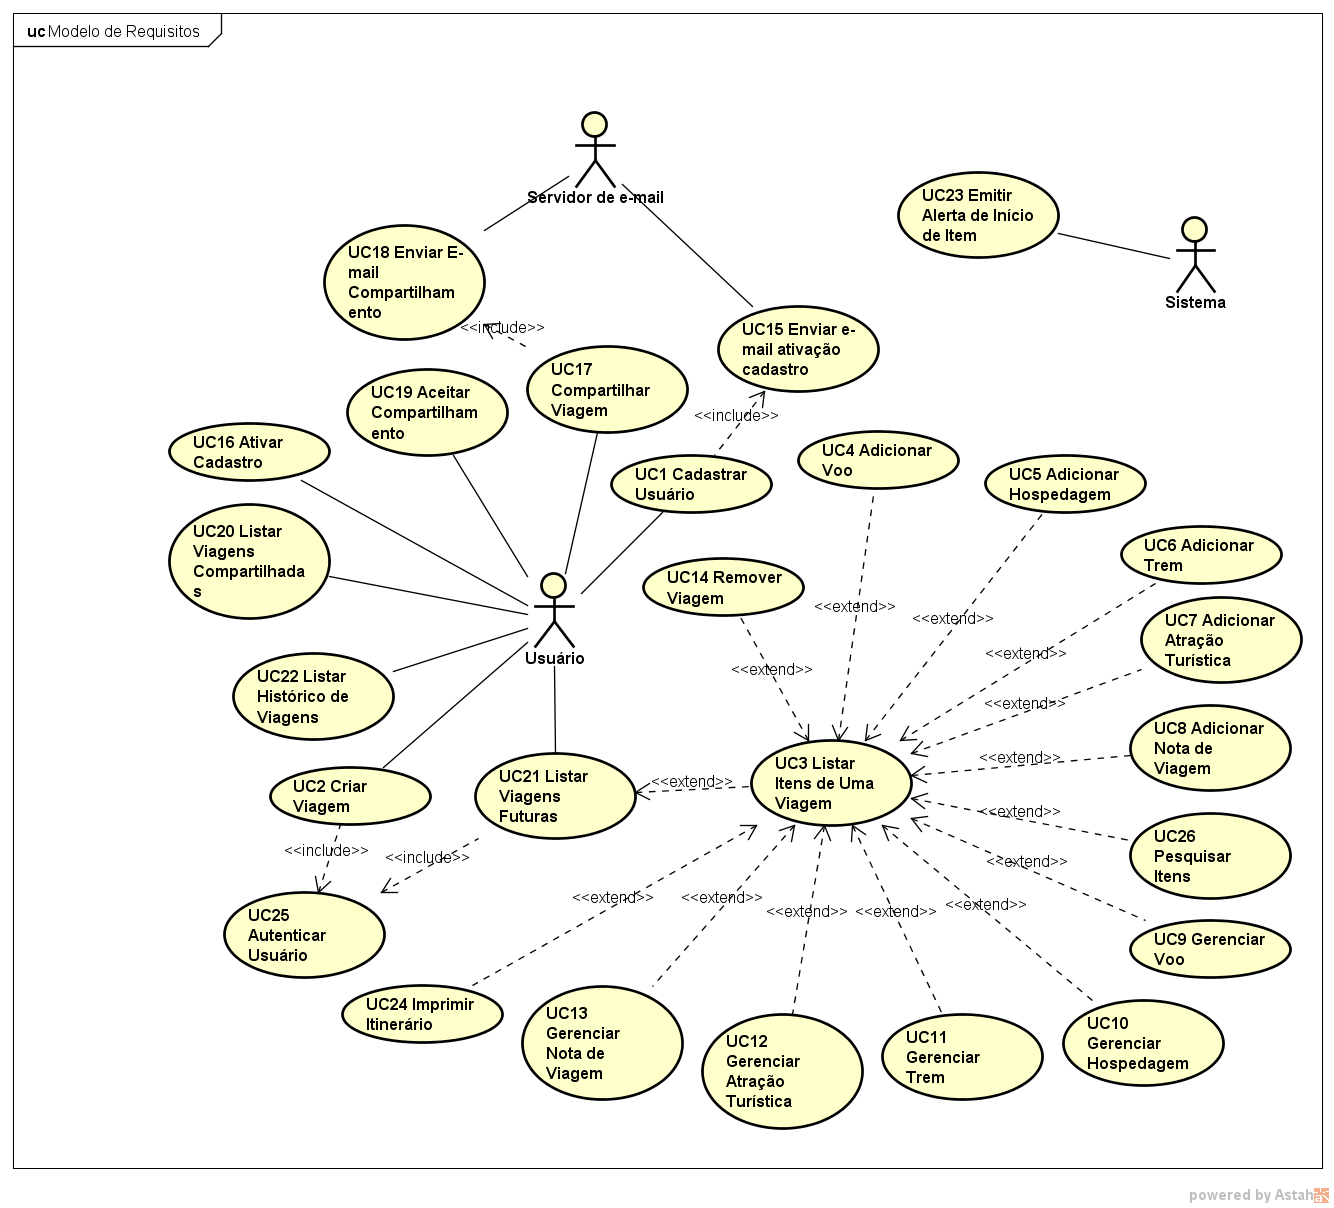 uc Modelo de Requisitos
Servidor de e-mail
UC23 Emitir
Alerta de Início
de Item
Sistema
UC18 Enviar E-
mail
Compartilham
ento
<<include>>
UC15 Enviar e-
mail ativação
cadastro
UC17
Compartilhar
Viagem
UC19 Aceitar
Compartilham
ento
<<include>>
UC16 Ativar
Cadastro
UC1 Cadastrar
Usuário
UC4 Adicionar
Voo
UC5 Adicionar
Hospedagem
UC20 Listar
Viagens
Compartilhada
s
UC6 Adicionar
Trem
UC14 Remover
Viagem
<<extend>>
<<extend>>
UC7 Adicionar
Atração
Turística
Usuário
<<extend>>
<<extend>>
<<extend>>
UC22 Listar
Histórico de
Viagens
UC8 Adicionar
Nota de
Viagem
<<extend>>
UC3 Listar
Itens de Uma
Viagem
UC2 Criar
Viagem
UC21 Listar
Viagens
Futuras
<<extend>>
<<extend>>
UC26
Pesquisar
Itens
<<include>>
<<include>>
<<extend>>
<<extend>>
<<extend>>
<<extend>>
<<extend>>
<<extend>>
UC25
Autenticar
Usuário
UC9 Gerenciar
Voo
UC24 Imprimir
Itinerário
UC13
Gerenciar
Nota de
Viagem
UC12
Gerenciar
Atração
Turística
UC11
Gerenciar
Trem
UC10
Gerenciar
Hospedagem
powered by Astah